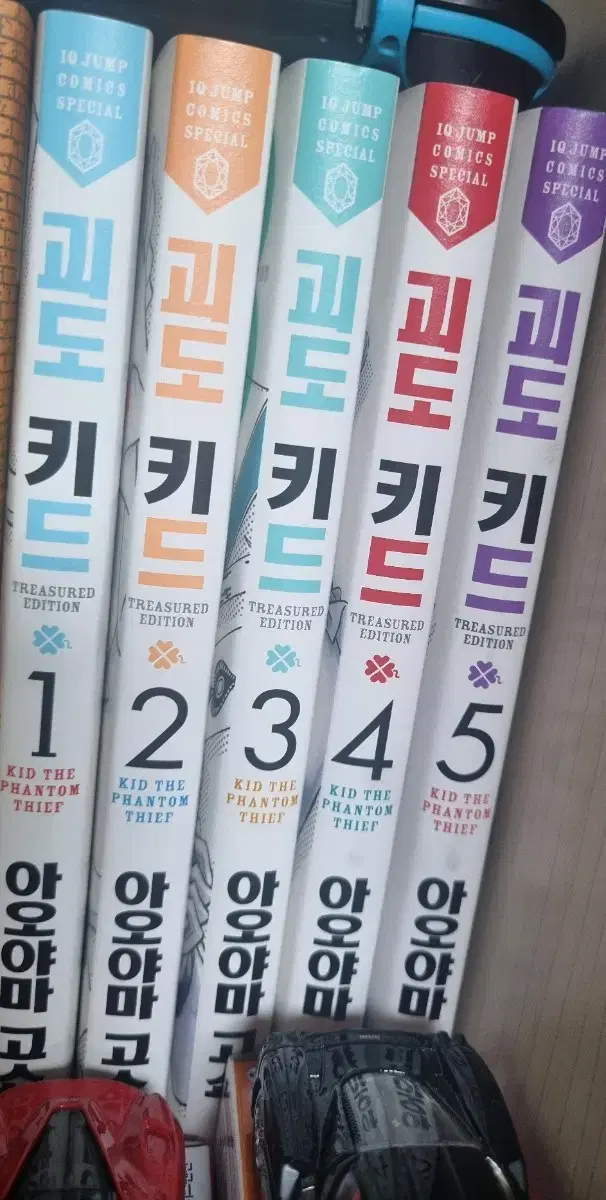 IQ JUMP
COMICS
SPECIAL
괴도
키드
TREASURED
EDITION
1
KID THE
PHANTOM
THIEF
아오야마 고쇼
IQ JUMP
COMICS
SPECIAL
괴도
키드
TREASURED
EDITION
2
KID THE
PHANTOM
THIEF
아오야마 고쇼
IQ JUMP
COMICS
SPECIAL
괴도
키드
TREASURED
EDITION
3
KID THE
PHANTOM
THIEF
아오야마
IQ JUMP
COMICS
SPECIAL
괴도
키드
TREASURED
EDITION
4
KID THE
PHANTOM
THIEF
아오야마
IQ JUMP
COMICS
SPECIAL
괴도
키드
TREASURED
EDITION
5
KID THE
PHANTOM
THIEF
아오야마